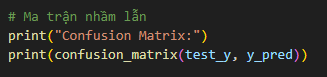 # Ma trận nhầm lẫn
print("Confusion Matrix:")
print(confusion_matrix(test_y, y_pred))